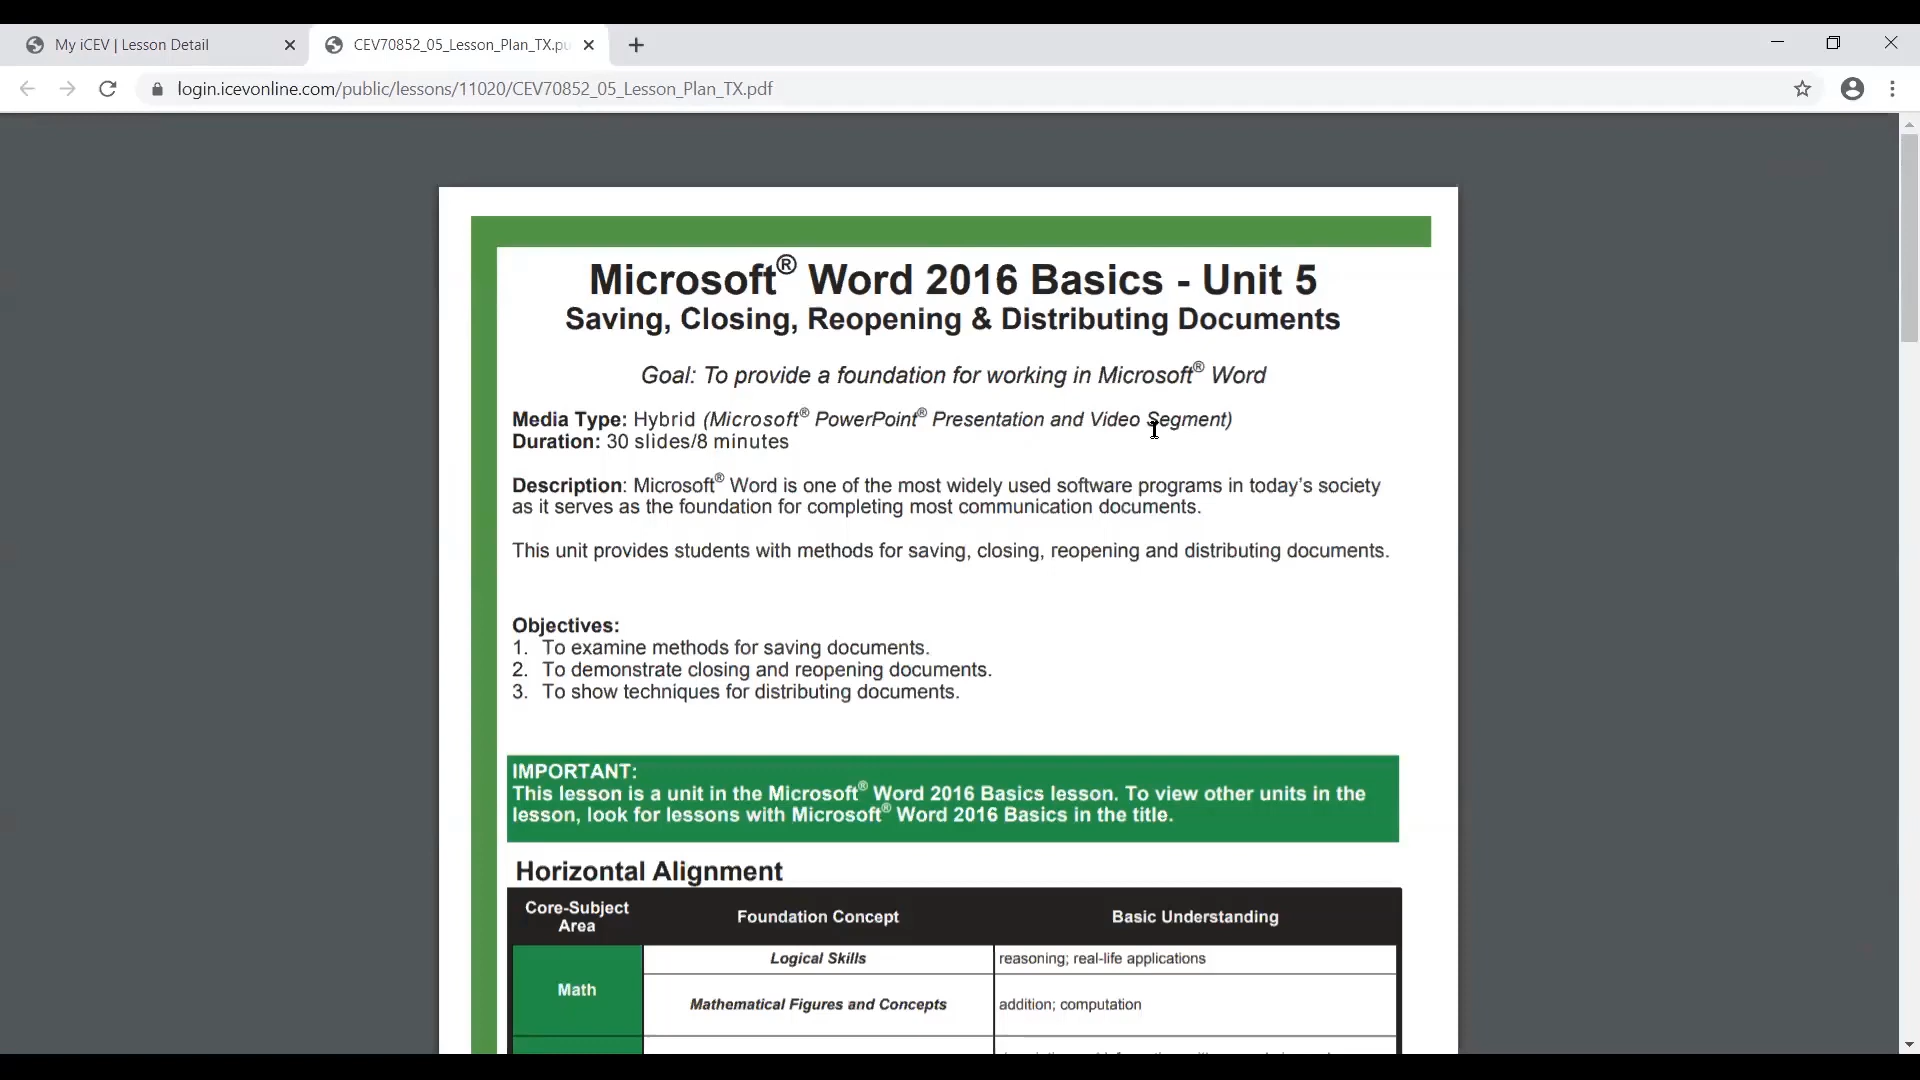 My iCEV | Lesson Detail
CEV70852_05_Lesson_Plan_TX.pu
login.icevonline.com/public/lessons/11020/CEV70852_05_Lesson_Plan_TX.pdf
Microsoft® Word 2016 Basics - Unit 5
Saving, Closing, Reopening & Distributing Documents
Goal: To provide a foundation for working in Microsoft® Word
Media Type: Hybrid (Microsoft® PowerPoint® Presentation and Video Segment)
Duration: 30 slides/8 minutes
Description: Microsoft® Word is one of the most widely used software programs in today’s society
as it serves as the foundation for completing most communication documents.
This unit provides students with methods for saving, closing, reopening and distributing documents.
Objectives:
1. To examine methods for saving documents.
2. To demonstrate closing and reopening documents.
3. To show techniques for distributing documents.
IMPORTANT:
This lesson is a unit in the Microsoft® Word 2016 Basics lesson. To view other units in the
lesson, look for lessons with Microsoft® Word 2016 Basics in the title.
Horizontal Alignment
Core-Subject
Area
Foundation Concept
Basic Understanding
Math
Logical Skills
reasoning; real-life applications
Mathematical Figures and Concepts
addition; computation